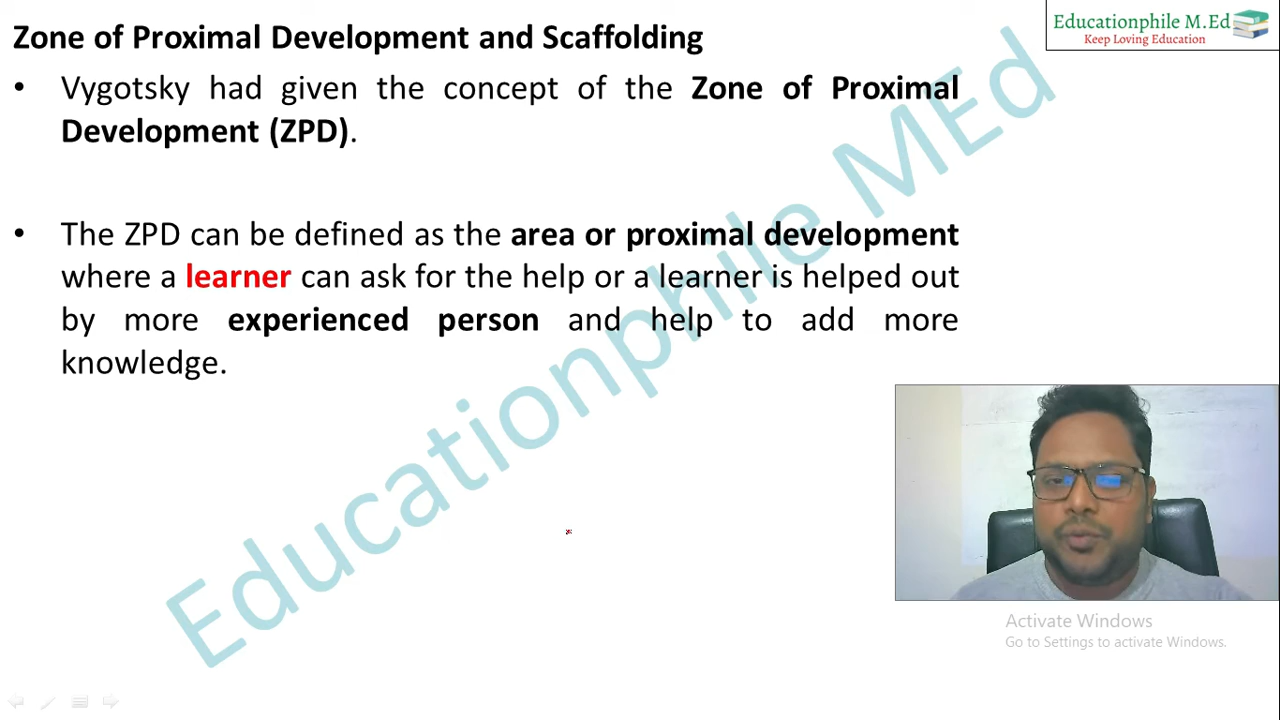 Zone of Proximal Development and Scaffolding
Educationphile M.Ed
Keep Loving Education
• Vygotsky had given the concept of the Zone of Proximal
Development (ZPD).
• The ZPD can be defined as the area or proximal development
where a learner can ask for the help or a learner is helped out
by more experienced person and help to add more
knowledge.
Educationphile MEd
Activate Windows
Go to Settings to activate Windows.